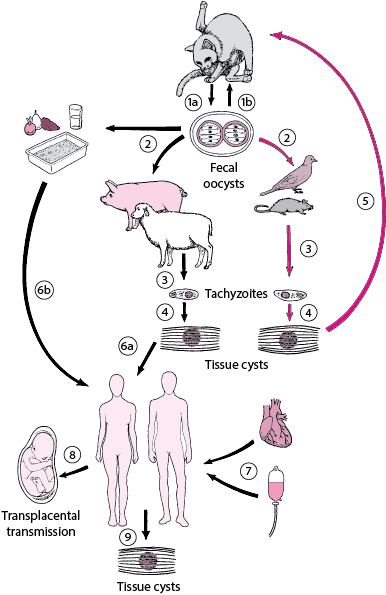 1a
1b
2
2
Fecal
oocysts
5
3
3
Tachyzoites
4
4
6b
6a
Tissue cysts
8
7
Transplacental
transmission
9
Tissue cysts